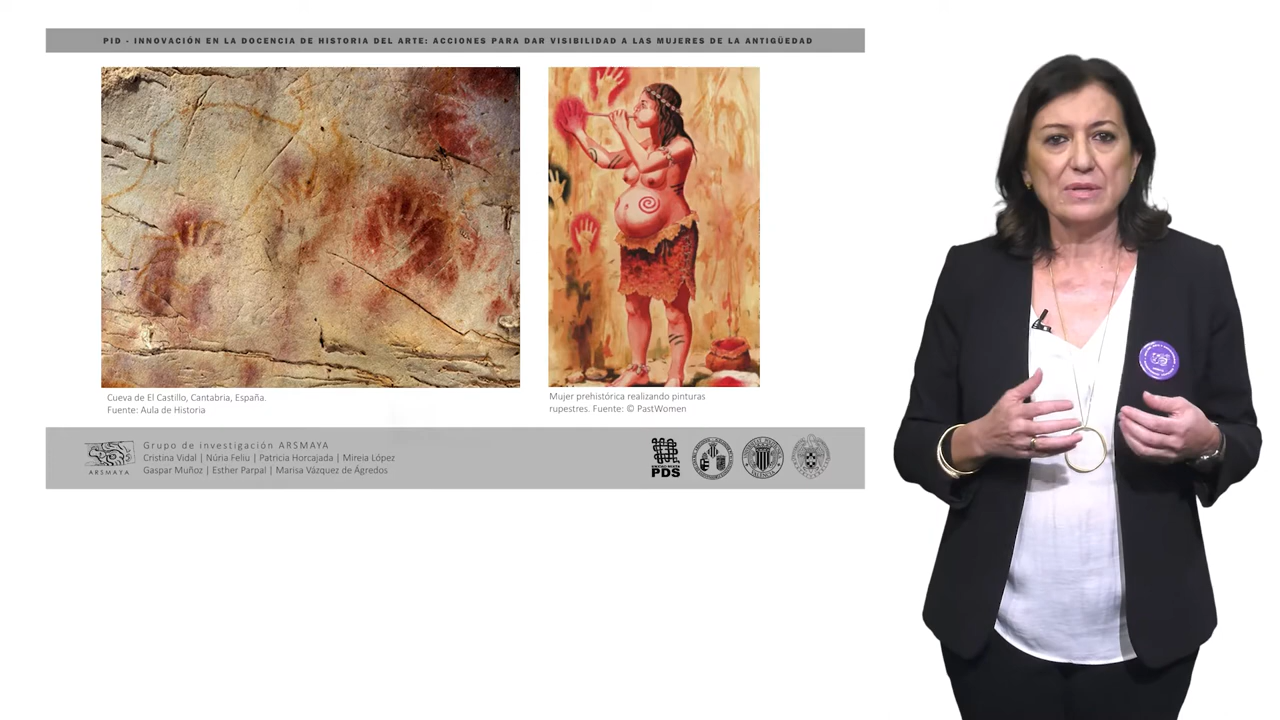 PID - INNOVACIÓN EN LA DOCENCIA DE HISTORIA DEL ARTE: ACCIONES PARA DAR VISIBILIDAD A LAS MUJERES DE LA ANTIGÜEDAD
Cueva de El Castillo, Cantabria, España.
Fuente: Aula de Historia
Mujer prehistórica realizando pinturas
rupestres. Fuente: © PastWomen
ARSMAYA
Grupo de investigación ARSMAYA
Cristina Vidal | Núria Feliu | Patricia Horcajada | Mireia López
Gaspar Muñoz | Esther Parpal | Marisa Vázquez de Ágredos
PDS